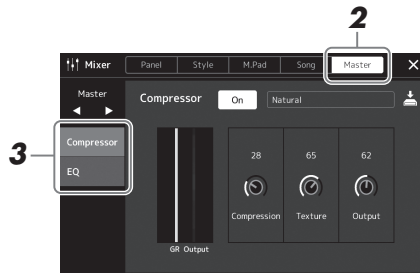 2
Mixer
Panel
Style
M.Pad
Song
Master
Master
Compressor
On
Natural
3
Compressor
EQ
28
65
62
Compression
Texture
Output
GR Output